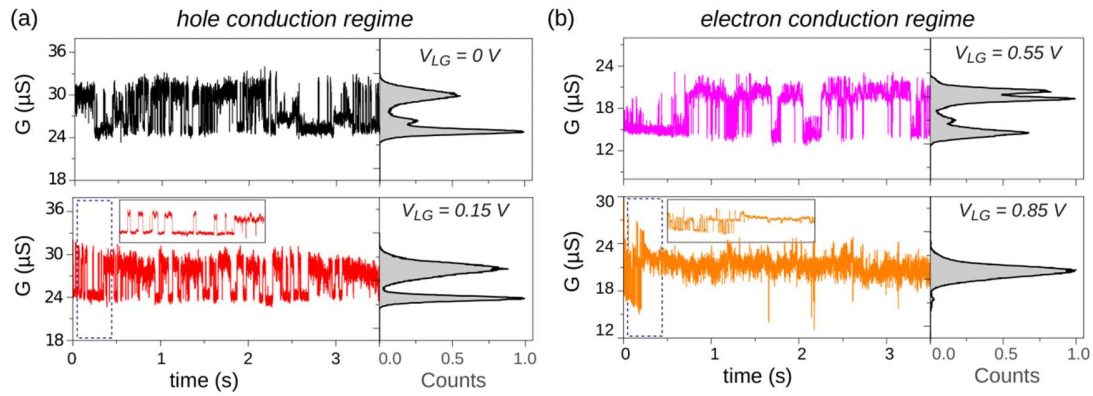 (a) hole conduction regime
V_LG = 0 V
G (µS)
36
30
24
18
V_LG = 0.15 V
G (µS)
36
30
24
18
0 1 2 3 0.0 0.5 1.0
time (s) Counts
(b) electron conduction regime
V_LG = 0.55 V
G (µS)
24
18
12
V_LG = 0.85 V
G (µS)
30
24
18
12
0 1 2 3 0.0 0.5 1.0
time (s) Counts